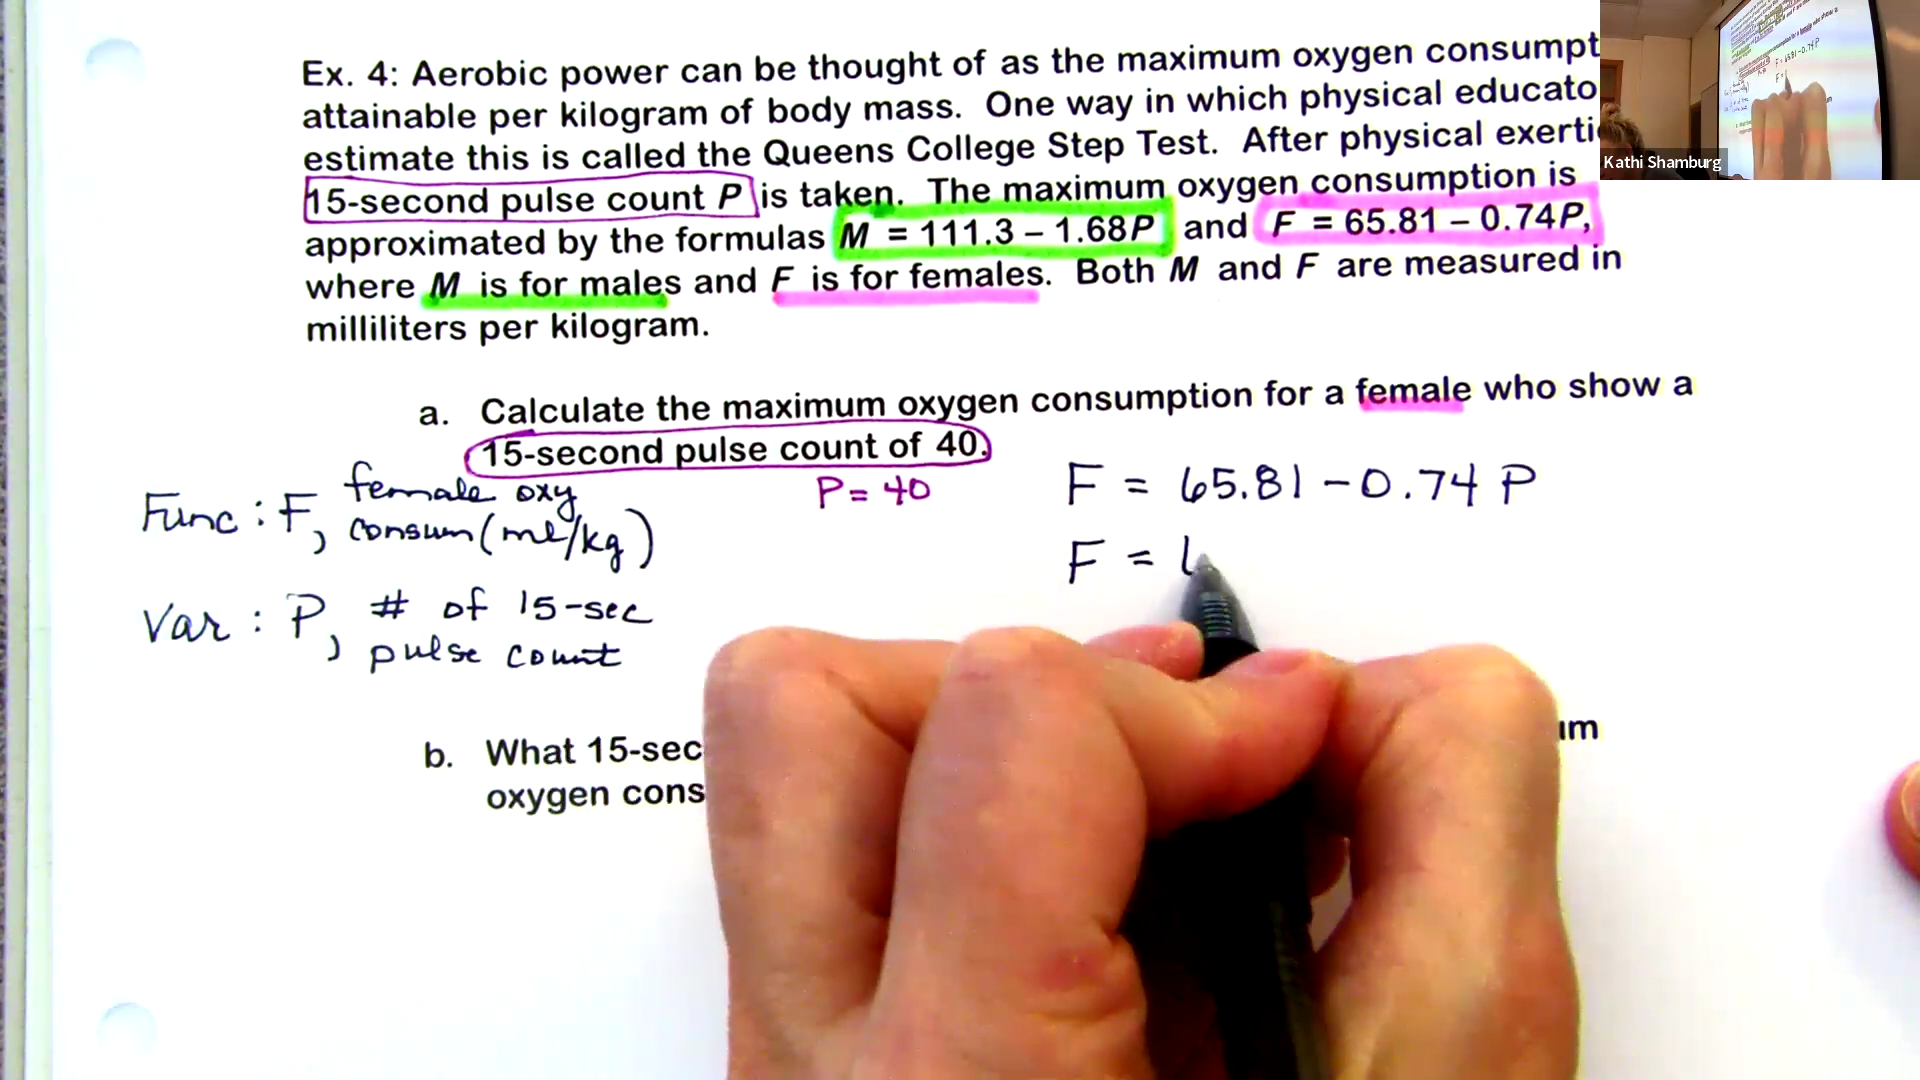 Ex. 4: Aerobic power can be thought of as the maximum oxygen consumpt
attainable per kilogram of body mass. One way in which physical educato
estimate this is called the Queens College Step Test. After physical exerti
15-second pulse count P is taken. The maximum oxygen consumption is
approximated by the formulas M = 111.3 – 1.68P and F = 65.81 – 0.74P,
where M is for males and F is for females. Both M and F are measured in
milliliters per kilogram.
Kathi Shamburg
a. Calculate the maximum oxygen consumption for a female who show a
15-second pulse count of 40.
P = 40
Func : F, female oxy
consum (ml/kg)
Var : P, # of 15-sec
pulse count
F = 65.81 - 0.74 P
F =
b. What 15-sec um
oxygen cons